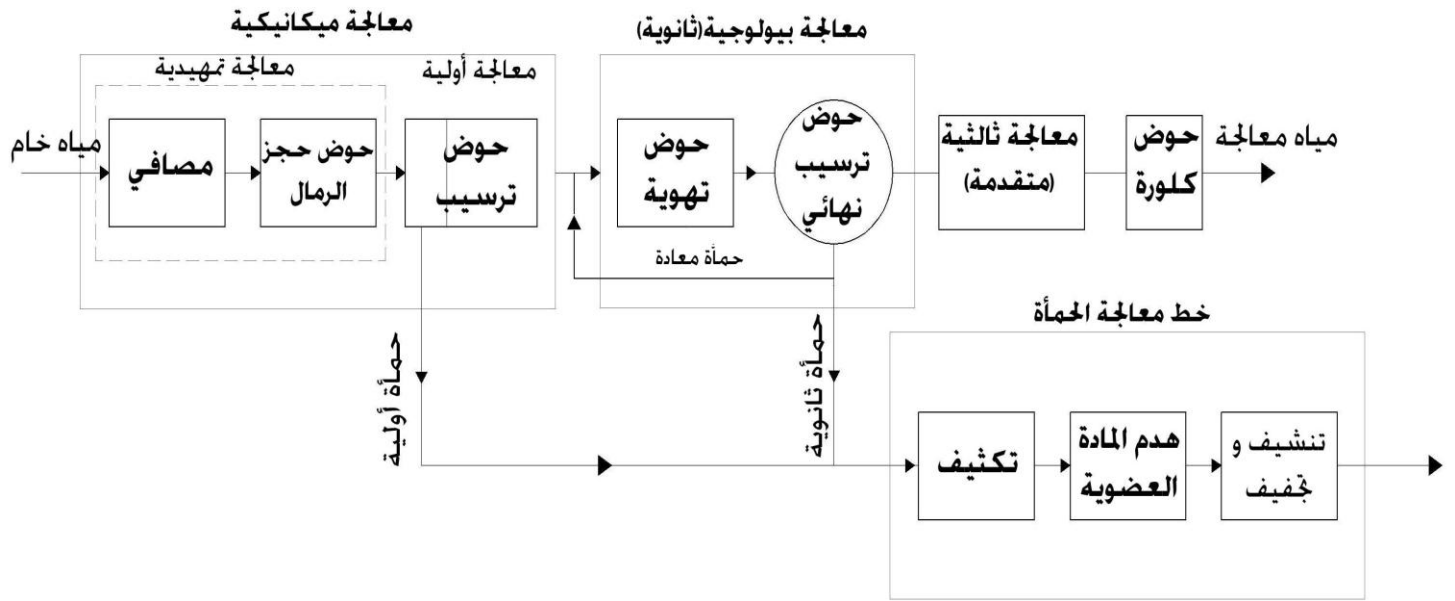 معالجة ميكانيكية
معالجة بيولوجية(ثانوية)
معالجة تمهيدية
معالجة أولية
مياه خام
مصافي
حوض حجز
الرمال
حوض
ترسيب
حوض
تهوية
حوض
ترسيب
نهائي
معالجة ثالثية
(متقدمة)
حوض
كلورة
مياه معالجة
حمأة معادة
حمأة أولية
حمأة ثانوية
خط معالجة الحمأة
تكثيف
هدم المادة
العضوية
تنشيف و
تجفيف